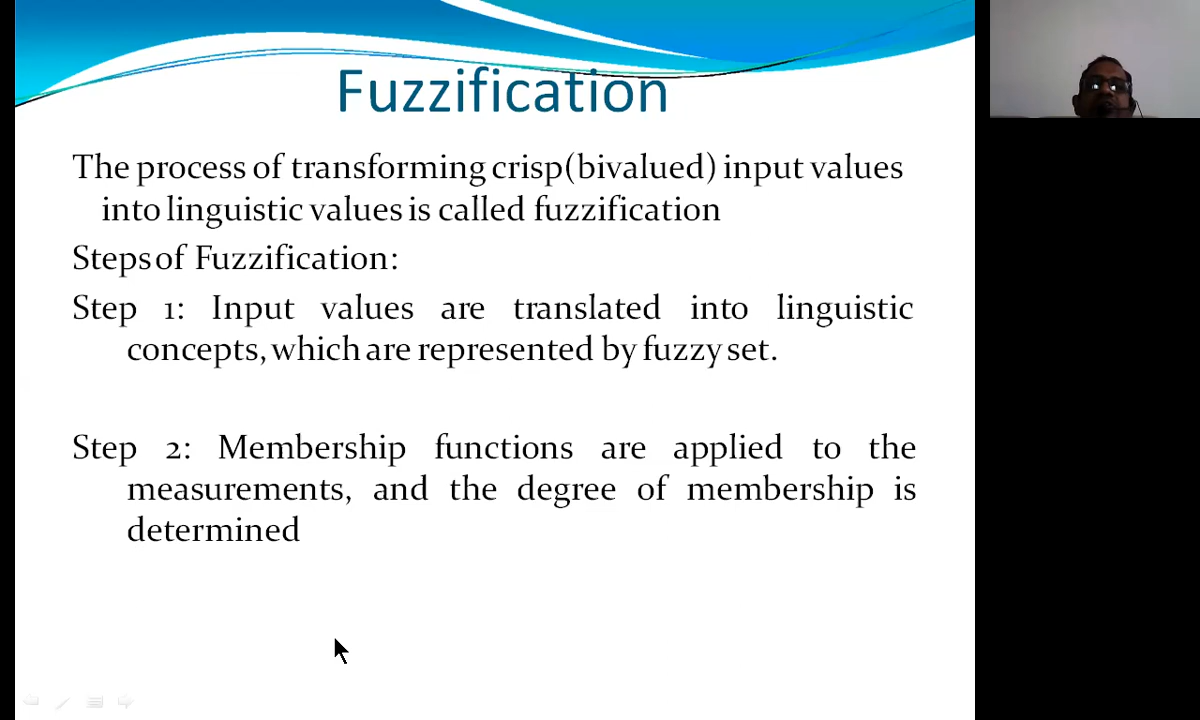 Fuzzification
The process of transforming crisp(bivalued) input values
into linguistic values is called fuzzification
Steps of Fuzzification:
Step 1: Input values are translated into linguistic
concepts, which are represented by fuzzy set.
Step 2: Membership functions are applied to the
measurements, and the degree of membership is
determined